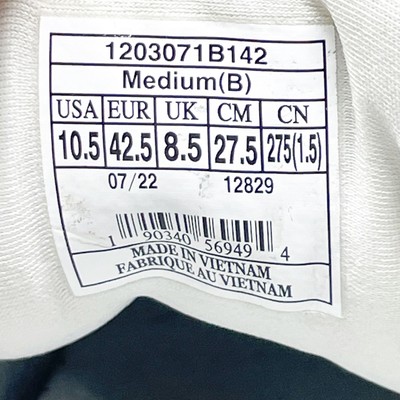 1203071B142
Medium(B)
USA EUR UK CM CN
10.5 42.5 8.5 27.5 275(1.5)
07/22 12829
1 90340 56949 4
MADE IN VIETNAM
FABRIQUE AU VIETNAM